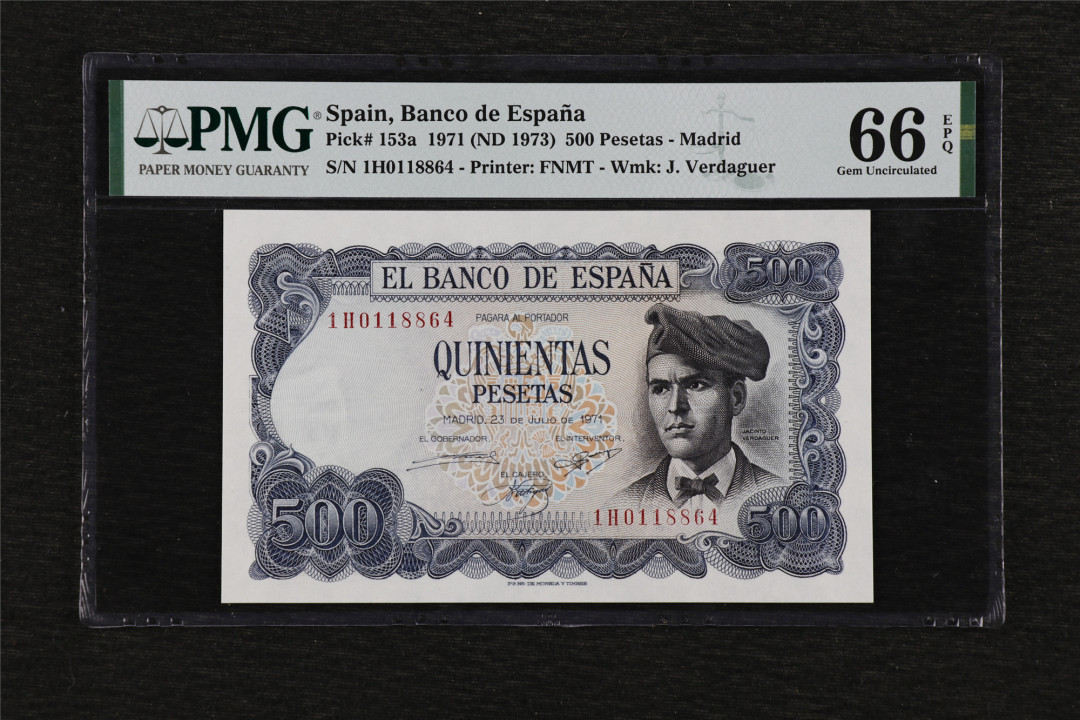 PMG®
PAPER MONEY GUARANTY
Spain, Banco de España
Pick# 153a 1971 (ND 1973) 500 Pesetas - Madrid
S/N 1H0118864 - Printer: FNMT - Wmk: J. Verdaguer
66
EPQ
Gem Uncirculated
500
EL BANCO DE ESPAÑA
1H0118864
PAGARA AL PORTADOR
QUINIENTAS
PESETAS
MADRID, 23 DE JULIO DE 1971
JACINTO
VERDAGUER
EL GOBERNADOR, EL INTERVENTOR,
EL CAJERO,
500
1H0118864
500